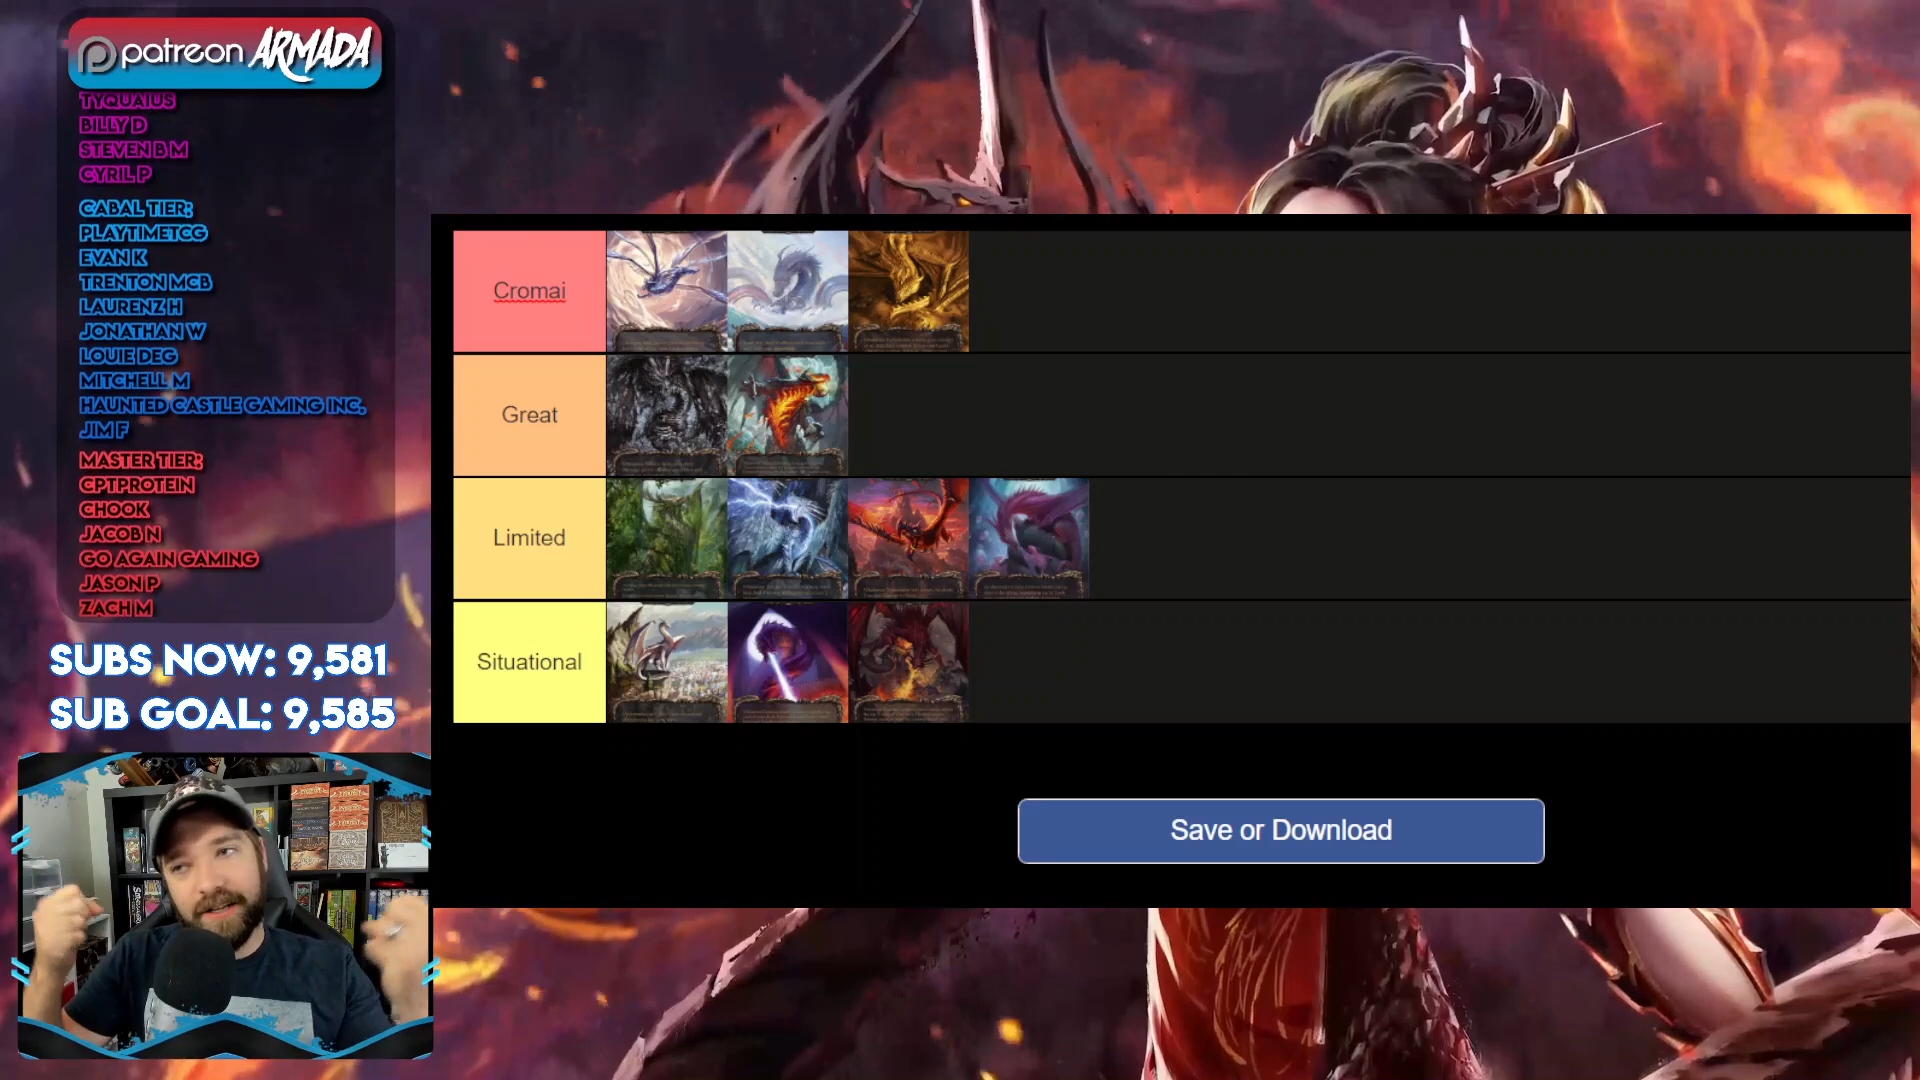 patreon ARMADA
TYQUAIUS
BILLY D
STEVEN B M
CYRIL P
CABAL TIER:
PLAYTIMETCG
EVAN K
TRENTON MCB
LAURENZ H
JONATHAN W
LOUIE DEG
MITCHELL M
HAUNTED CASTLE GAMING INC.
JIM F
MASTER TIER:
CPTPROTEIN
CHOOK
JACOB N
GO AGAIN GAMING
JASON P
ZACH M
SUBS NOW: 9,581
SUB GOAL: 9,585
Cromai
Great
Limited
Situational
Save or Download